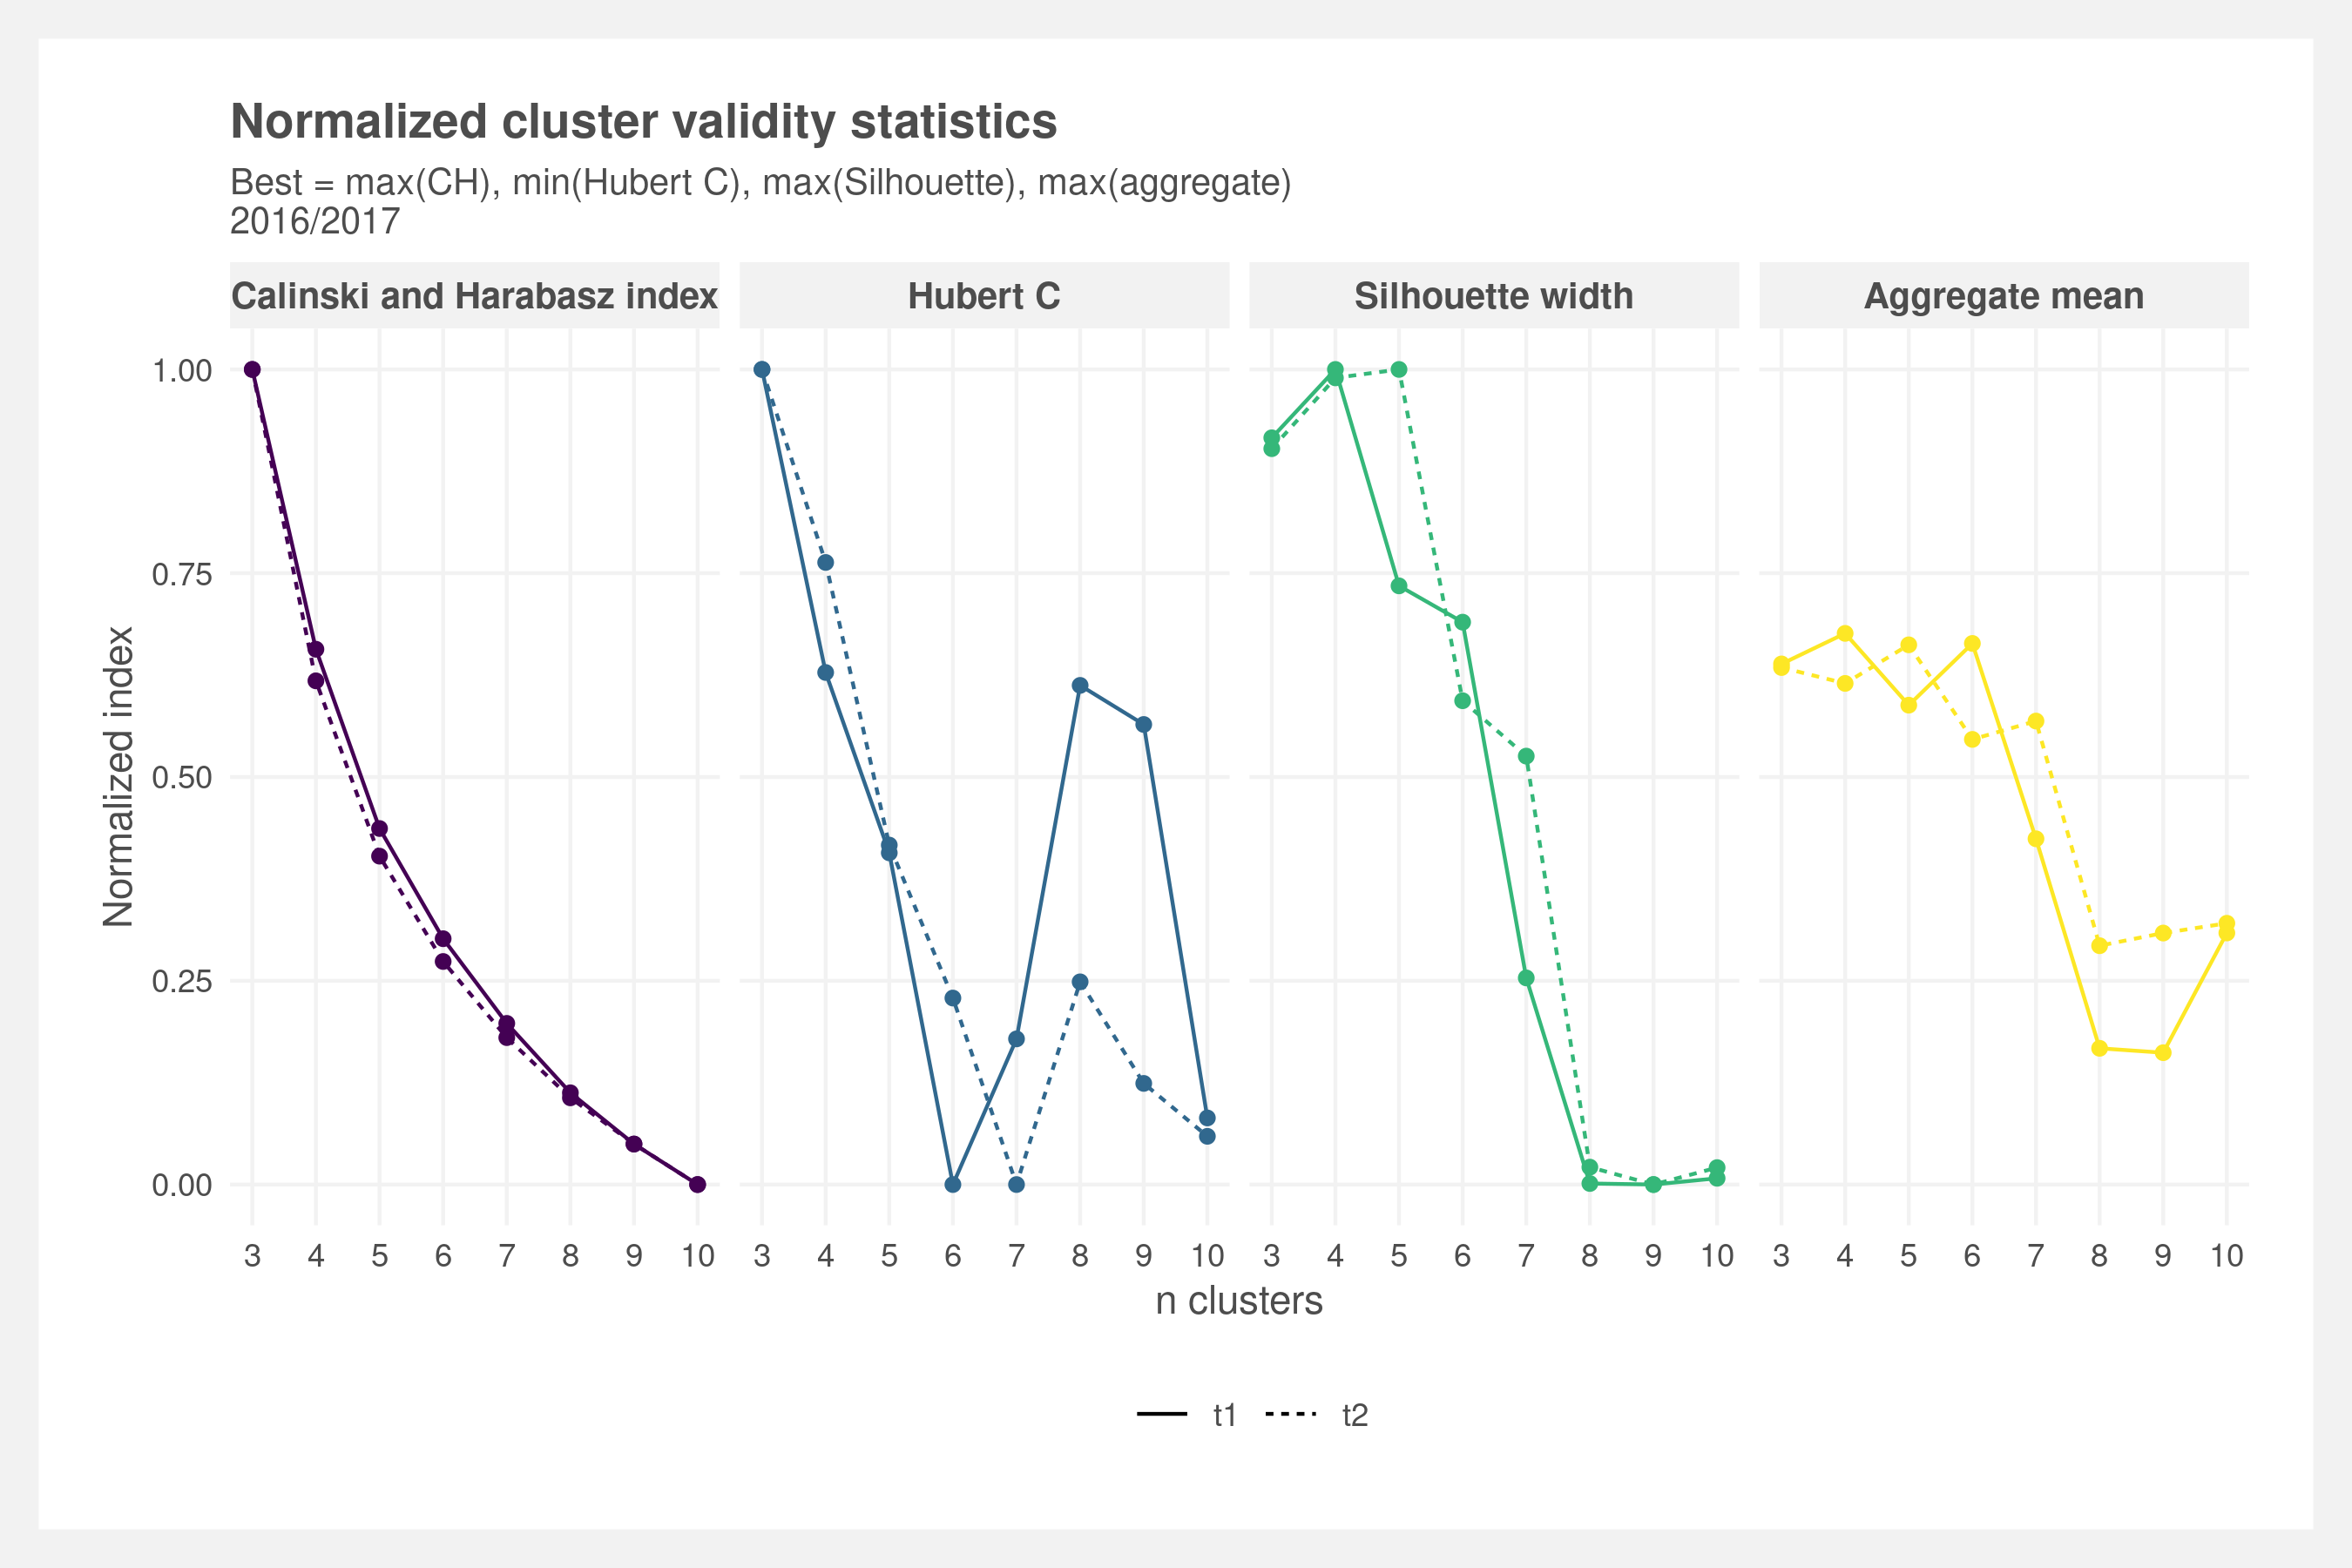 Normalized cluster validity statistics
Best = max(CH), min(Hubert C), max(Silhouette), max(aggregate)
2016/2017
Calinski and Harabasz index Hubert C Silhouette width Aggregate mean
Normalized index
1.00
0.75
0.50
0.25
0.00
3 4 5 6 7 8 9 10 3 4 5 6 7 8 9 10 3 4 5 6 7 8 9 10 3 4 5 6 7 8 9 10
n clusters
t1 t2